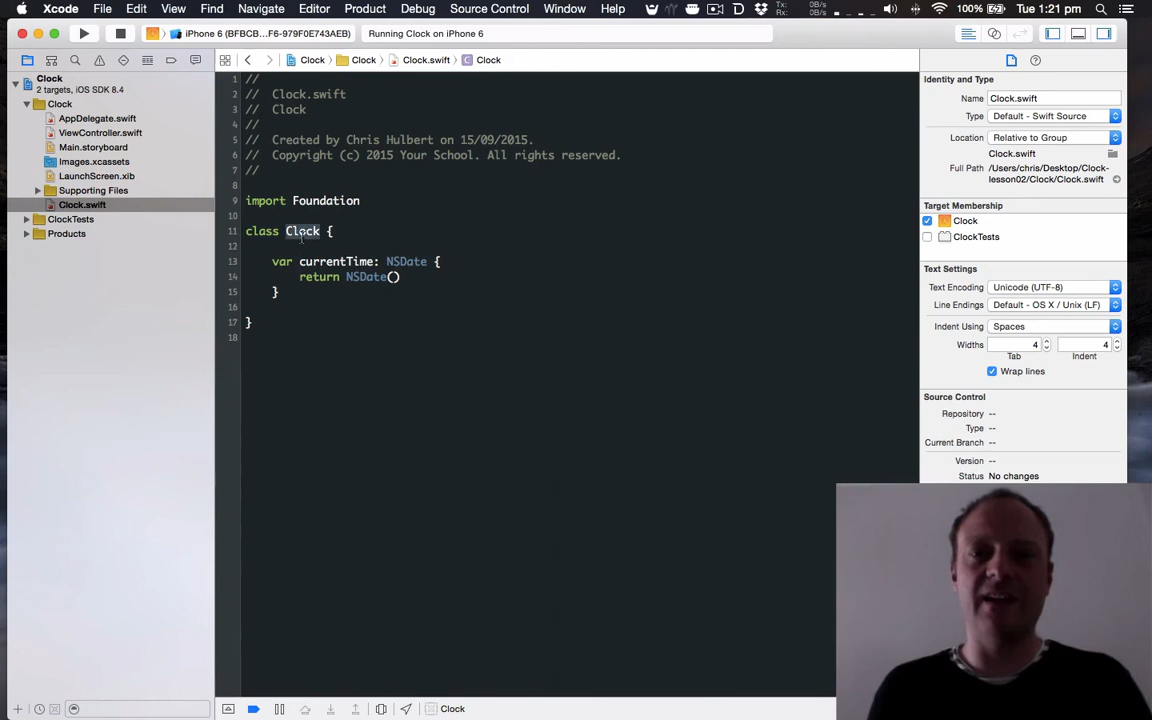 Xcode File Edit View Find Navigate Editor Product Debug Source Control Window Help Tx: 0B/s 100% Tue 1:21 pm
Rx: 0B/s
iPhone 6 (BFBCB...F6-979F0E743AEB) Running Clock on iPhone 6
Clock Clock Clock.swift C Clock
Clock
2 targets, iOS SDK 8.4
Clock
AppDelegate.swift
ViewController.swift
Main.storyboard
Images.xcassets
LaunchScreen.xib
Supporting Files
Clock.swift
ClockTests
Products
1 //
2 // Clock.swift
3 // Clock
4 //
5 // Created by Chris Hulbert on 15/09/2015.
6 // Copyright (c) 2015 Your School. All rights reserved.
7 //
8
9 import Foundation
10
11 class Clock {
12
13 var currentTime: NSDate {
14 return NSDate()
15 }
16
17 }
18
Identity and Type
Name Clock.swift
Type Default - Swift Source
Location Relative to Group
Clock.swift
Full Path /Users/chris/Desktop/Clock-
lesson02/Clock/Clock.swift
Target Membership
Clock
ClockTests
Text Settings
Text Encoding Unicode (UTF-8)
Line Endings Default - OS X / Unix (LF)
Indent Using Spaces
Widths 4 4
Tab Indent
Wrap lines
Source Control
Repository --
Type --
Current Branch --
Version --
Status No changes
Clock